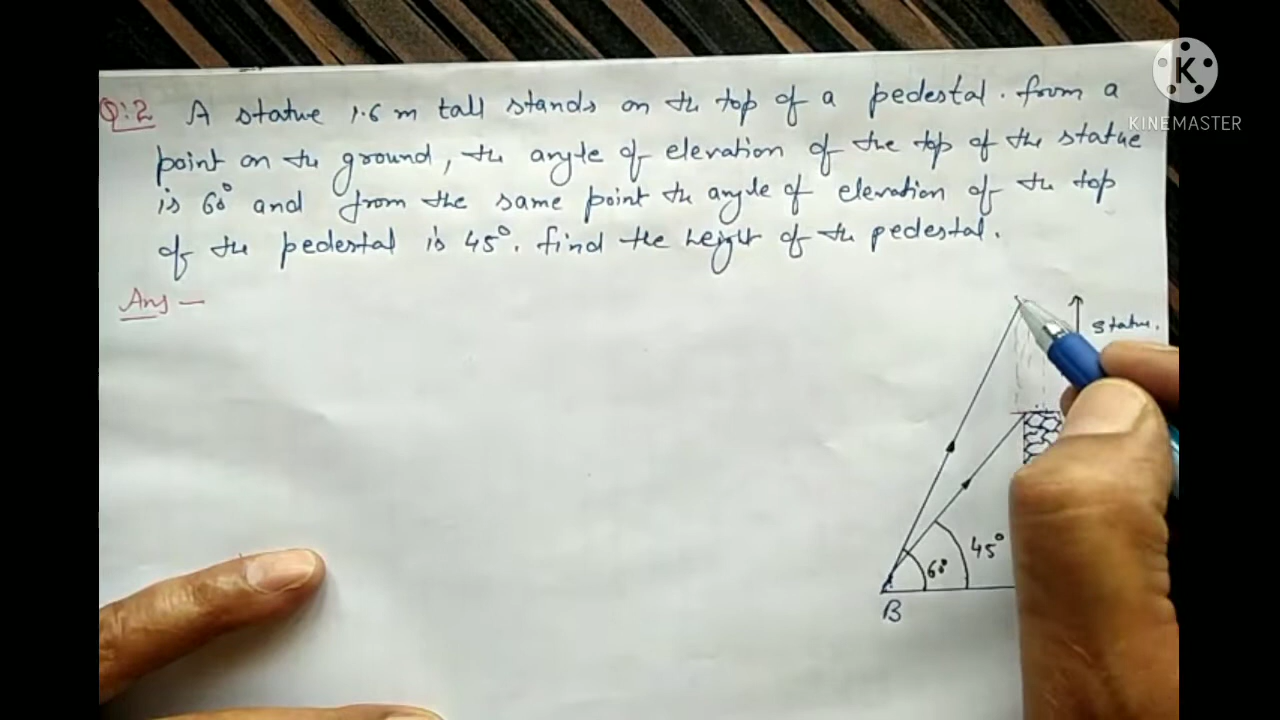 Q:2 A statue 1.6 m tall stands on the top of a pedestal. from a
point on the ground, the angle of elevation of the top of the statue
is 60° and from the same point the angle of elevation of the top
of the pedestal is 45°. find the height of the pedestal.
Ans —
statue.
45°
60°
B
K
KINEMASTER